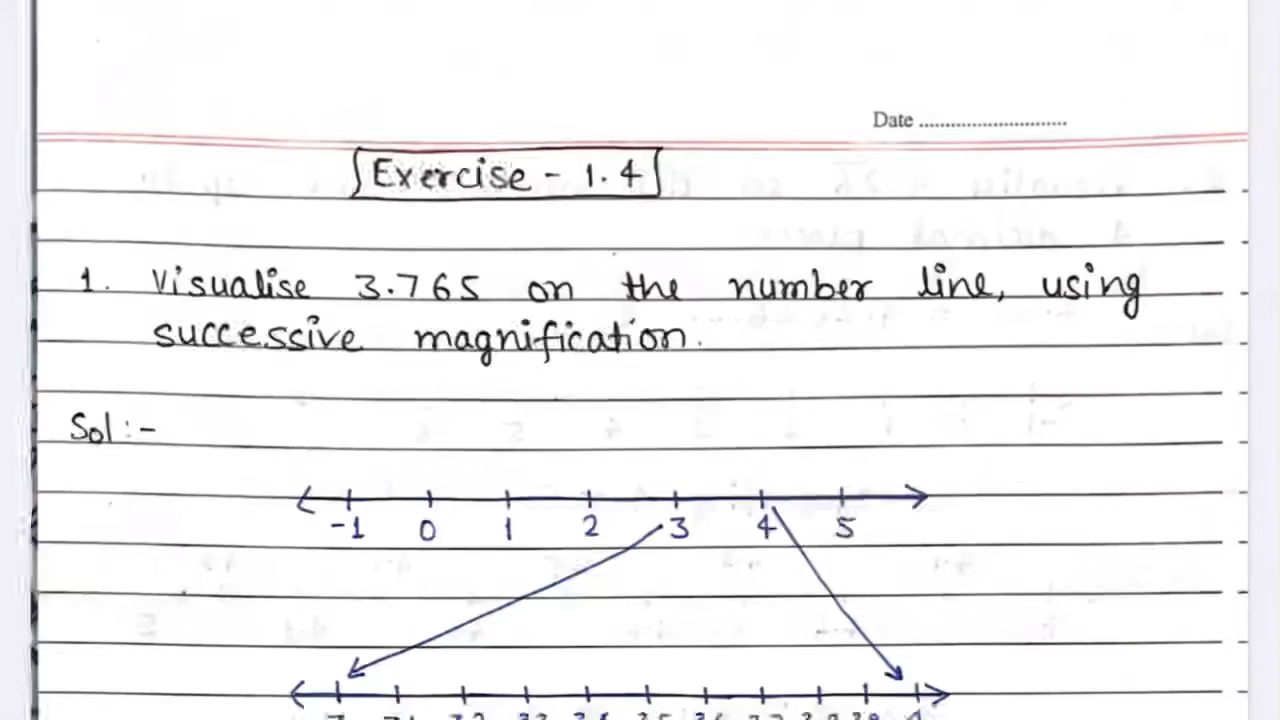 Date ............................
Exercise - 1.4
1. Visualise 3.765 on the number line, using
successive magnification.
Sol :-
-1 0 1 2 3 4 5